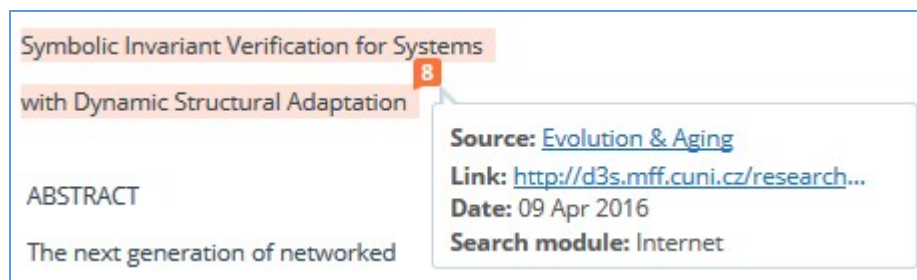 Symbolic Invariant Verification for Systems
8
with Dynamic Structural Adaptation
Source: Evolution & Aging
Link: http://d3s.mff.cuni.cz/research...
Date: 09 Apr 2016
Search module: Internet
ABSTRACT
The next generation of networked